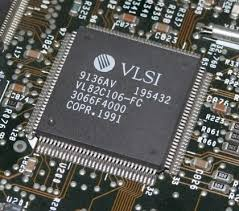 VLSI
9136AV 195432
VL82C106-FC
3066F4000
COPR.1991